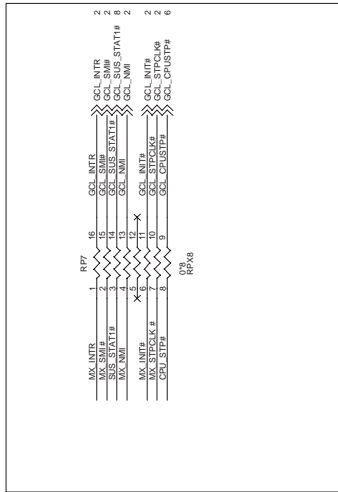 RP7
MX_INTR 1 16 GCL_INTR GCL_INTR 2
MX_SMI# 2 15 GCL_SMI# GCL_SMI# 2
SUS_STAT1# 3 14 GCL_SUS_STAT1# GCL_SUS_STAT1# 8
MX_NMI 4 13 GCL_NMI GCL_NMI 2
5 12
MX_INIT# 6 11 GCL_INIT# GCL_INIT# 2
MX_STPCLK# 7 10 GCL_STPCLK# GCL_STPCLK# 2
CPU_STP# 8 9 GCL_CPUSTP# GCL_CPUSTP# 6
0*8
RPX8